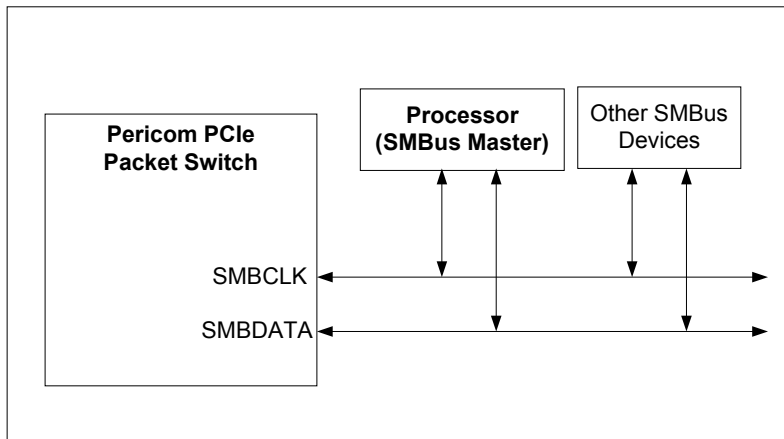 Pericom PCIe
Packet Switch
Processor
(SMBus Master)
Other SMBus
Devices
SMBCLK
SMBDATA